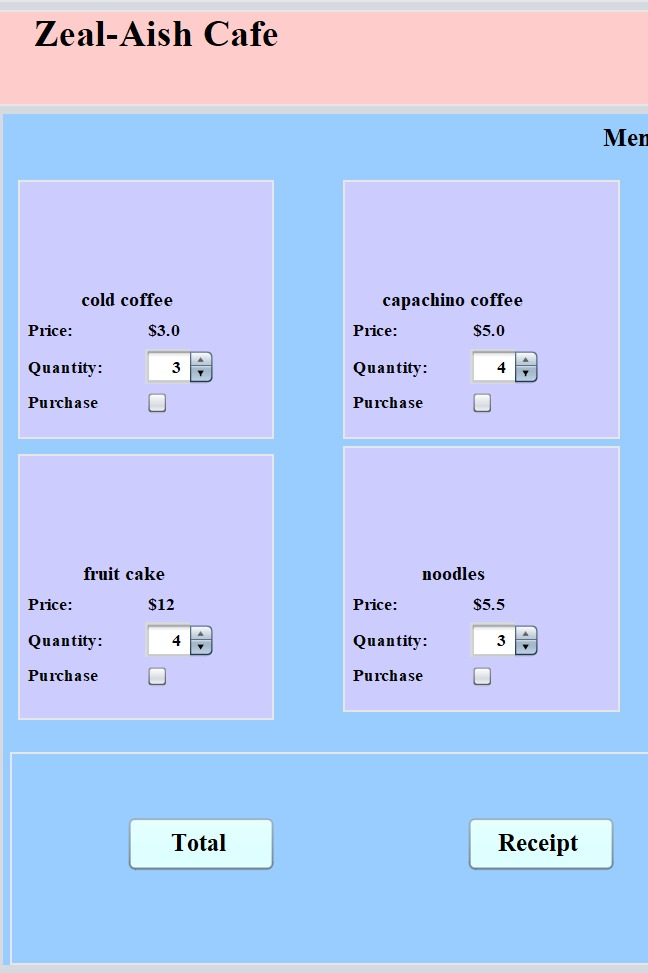 Zeal-Aish Cafe
cold coffee
Price: $3.0
Quantity: 3
Purchase
capachino coffee
Price: $5.0
Quantity: 4
Purchase
fruit cake
Price: $12
Quantity: 4
Purchase
noodles
Price: $5.5
Quantity: 3
Purchase
Total
Receipt